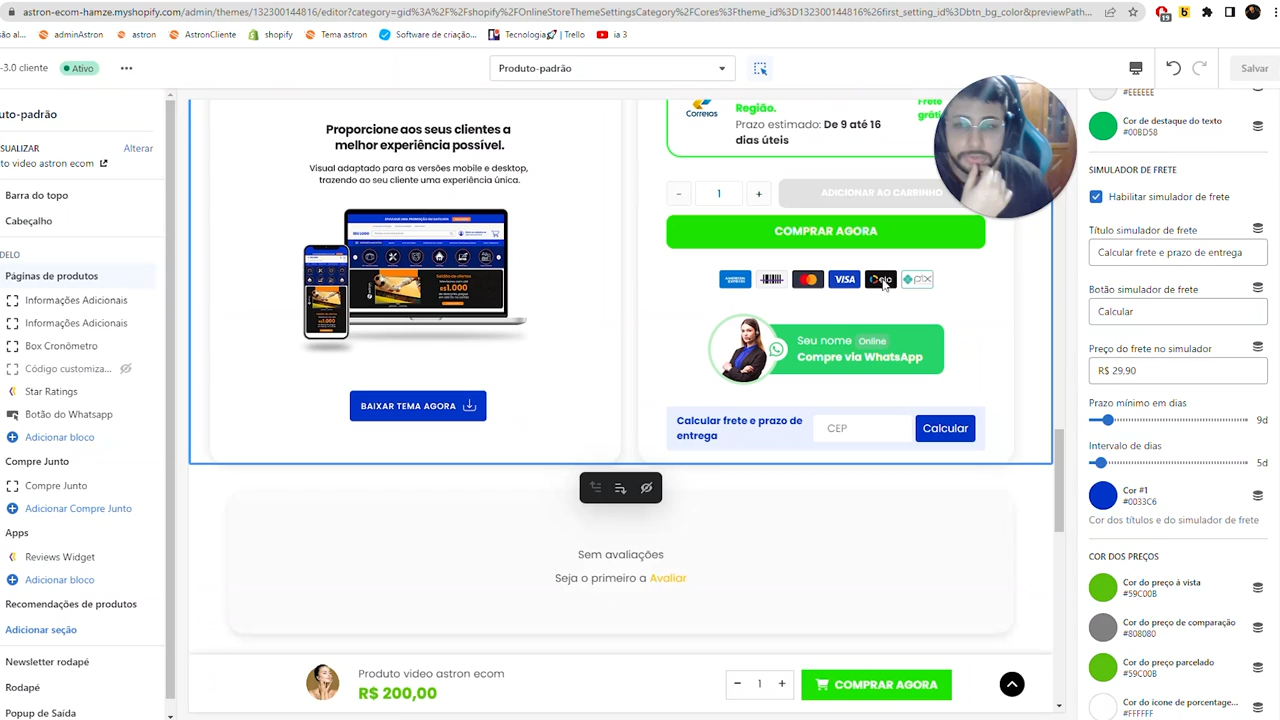 astron-ecom-hamze.myshopify.com/admin/themes/132300144816/editor?category=gid%3A%2F%2Fshopify%2FOnlineStoreThemeSettingsCategory%2FCores%3Ftheme_id%3D132300144816%26first_setting_id%3Dbtn_bg_color&previewPath...
são al...
adminAstron
astron
AstronCliente
shopify
Tema astron
Software de criação...
Tecnologia🚀 | Trello
ia 3
-3.0 cliente
Ativo
Produto-padrão
Salvar
uto-padrão
SUALIZAR
Alterar
to video astron ecom
Barra do topo
Cabeçalho
DELO
Páginas de produtos
Informações Adicionais
Informações Adicionais
Box Cronômetro
Código customiza...
Star Ratings
Botão do Whatsapp
Adicionar bloco
Compre Junto
Compre Junto
Adicionar Compre Junto
Apps
Reviews Widget
Adicionar bloco
Recomendações de produtos
Adicionar seção
Newsletter rodapé
Rodapé
Popup de Saída
Proporcione aos seus clientes a
melhor experiência possível.
Visual adaptado para as versões mobile e desktop,
trazendo ao seu cliente uma experiência única.
BAIXAR TEMA AGORA
Correios
Região.
Prazo estimado: De 9 até 16
dias úteis
Frete
gráti
-
1
+
ADICIONAR AO CARRINHO
COMPRAR AGORA
VISA
elo
pix
Seu nome Online
Compre via WhatsApp
Calcular frete e prazo de
entrega
CEP
Calcular
Sem avaliações
Seja o primeiro a Avaliar
Produto video astron ecom
R$ 200,00
- 1 +
COMPRAR AGORA
#EEEEEE
Cor de destaque do texto
#00BD58
SIMULADOR DE FRETE
Habilitar simulador de frete
Título simulador de frete
Calcular frete e prazo de entrega
Botão simulador de frete
Calcular
Preço do frete no simulador
R$ 29,90
Prazo mínimo em dias
9d
Intervalo de dias
5d
Cor #1
#0033C6
Cor dos títulos e do simulador de frete
COR DOS PREÇOS
Cor do preço à vista
#59C00B
Cor do preço de comparação
#808080
Cor do preço parcelado
#59C00B
Cor do ícone de porcentage...
#FFFFFF